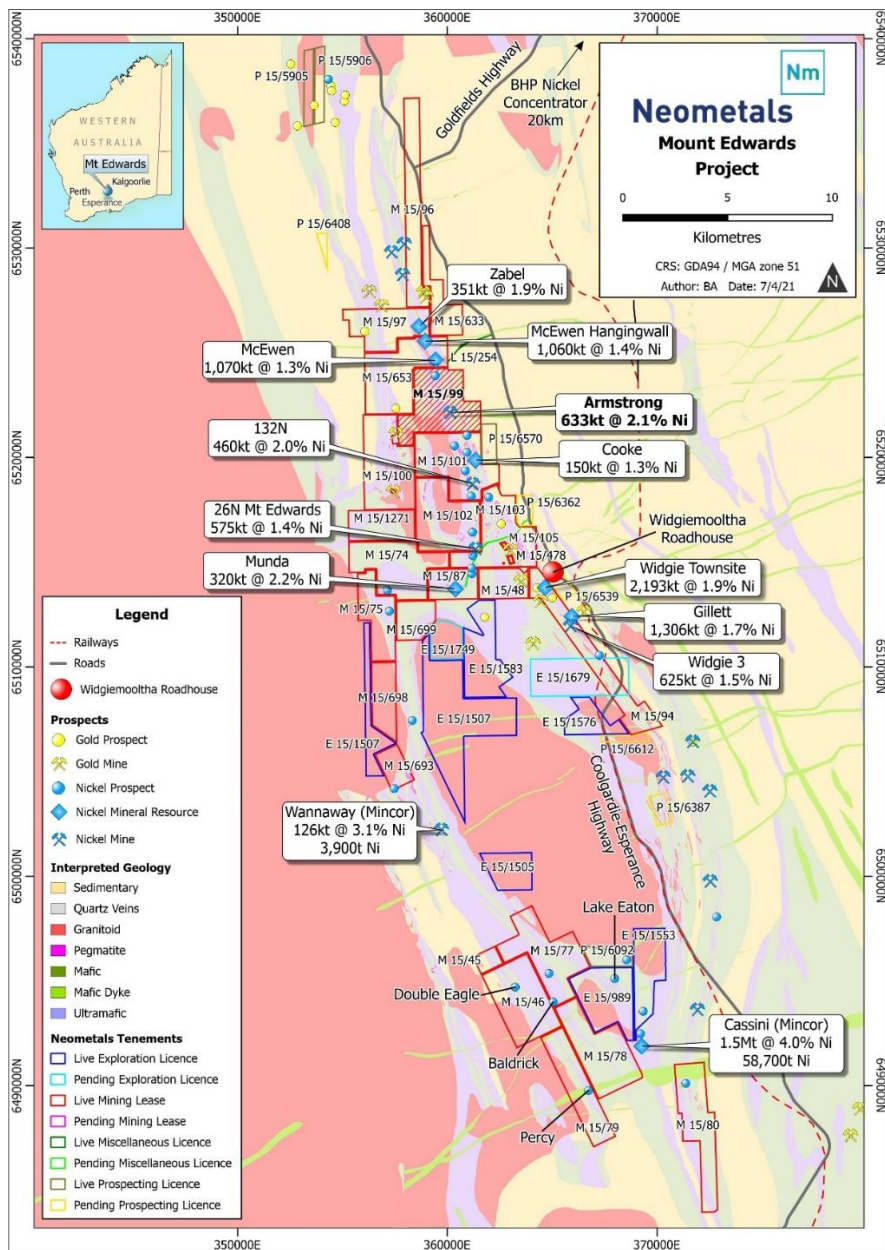 350000E
360000E
370000E
6540000N
6530000N
6520000N
6510000N
6500000N
6490000N
6540000N
6530000N
6520000N
6510000N
6500000N
6490000N
350000E
360000E
370000E
WESTERN
AUSTRALIA
Mt Edwards
Kalgoorlie
Perth
Esperance
Nm
Neometals
Mount Edwards
Project
0
5
10
Kilometres
CRS: GDA94 / MGA zone 51
Author: BA Date: 7/4/21
N
P 15/5905
P 15/5906
Goldfields Highway
BHP Nickel
Concentrator
20km
P 15/6408
M 15/96
Zabel
351kt @ 1.9% Ni
M 15/97
M 15/633
McEwen Hangingwall
1,060kt @ 1.4% Ni
McEwen
1,070kt @ 1.3% Ni
L 15/254
M 15/653
M 15/99
Armstrong
633kt @ 2.1% Ni
132N
460kt @ 2.0% Ni
P 15/6570
Cooke
150kt @ 1.3% Ni
M 15/101
M 15/100
26N Mt Edwards
575kt @ 1.4% Ni
M 15/1271
M 15/102
M 15/103
P 15/6362
M 15/105
Widgiemooltha
Roadhouse
M 15/74
M 15/478
Munda
320kt @ 2.2% Ni
M 15/87
M 15/48
Widgie Townsite
2,193kt @ 1.9% Ni
P 15/6539
Gillett
1,306kt @ 1.7% Ni
Widgie 3
625kt @ 1.5% Ni
M 15/75
M 15/699
E 15/1749
E 15/1583
E 15/1679
M 15/698
E 15/1507
E 15/1507
E 15/1576
M 15/94
P 15/6612
M 15/693
Coolgardie-Esperance
Highway
P 15/6387
Wannaway (Mincor)
126kt @ 3.1% Ni
3,900t Ni
E 15/1505
Lake Eaton
E 15/1553
M 15/45
M 15/77
P 15/6092
Double Eagle
M 15/46
E 15/989
Baldrick
M 15/78
Cassini (Mincor)
1.5Mt @ 4.0% Ni
58,700t Ni
Percy
M 15/79
M 15/80
Legend
Railways
Roads
Widgiemooltha Roadhouse
Prospects
Gold Prospect
Gold Mine
Nickel Prospect
Nickel Mineral Resource
Nickel Mine
Interpreted Geology
Sedimentary
Quartz Veins
Granitoid
Pegmatite
Mafic
Mafic Dyke
Ultramafic
Neometals Tenements
Live Exploration Licence
Pending Exploration Licence
Live Mining Lease
Pending Mining Lease
Live Miscellaneous Licence
Pending Miscellaneous Licence
Live Prospecting Licence
Pending Prospecting Licence